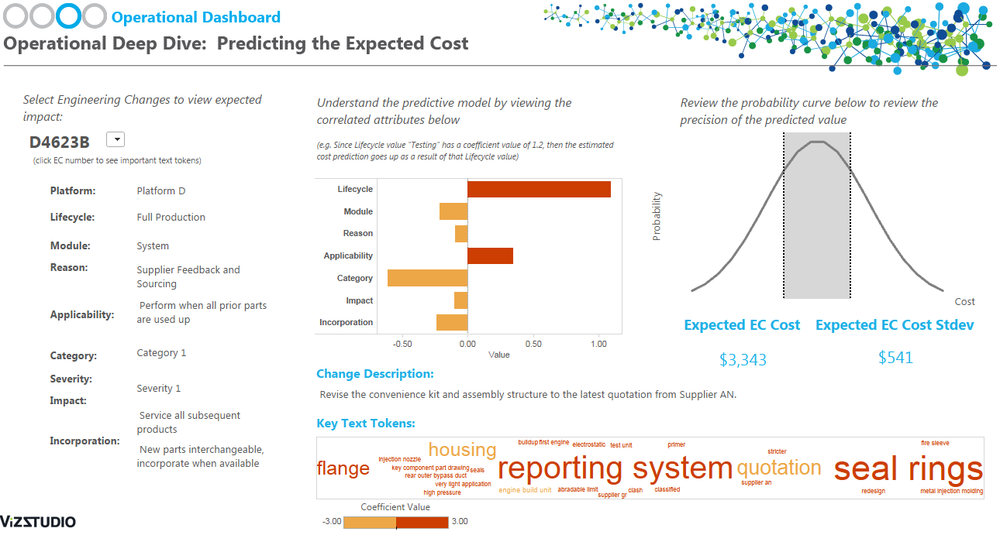 Operational Dashboard
Operational Deep Dive:  Predicting the Expected Cost
Select Engineering Changes to view expected
impact:
D4623B
(click EC number to see important text tokens)
Platform: Platform D
Lifecycle: Full Production
Module: System
Reason: Supplier Feedback and
Sourcing
Applicability: Perform when all prior parts
are used up
Category: Category 1
Severity: Severity 1
Impact: Service all subsequent
products
Incorporation: New parts interchangeable,
incorporate when available
Understand the predictive model by viewing the
correlated attributes below
(e.g. Since Lifecycle value "Testing" has a coefficient value of 1.2, then the estimated
cost prediction goes up as a result of that Lifecycle value)
Lifecycle
Module
Reason
Applicability
Category
Impact
Incorporation
-0.50 0.00 0.50 1.00
Value
Review the probability curve below to review the
precision of the predicted value
Probability
Cost
Expected EC Cost Expected EC Cost Stdev
$3,343 $541
Change Description:
Revise the convenience kit and assembly structure to the latest quotation from Supplier AN.
Key Text Tokens:
flange
injection nozzle
key component part drawing
rear outer bypass duct
very light application
high pressure
housing
seals
buildup first engine
electrostatic
test unit
primer
reporting system
engine build unit
abradable limit
supplier gr
clash
classified
stricter
quotation
supplier an
fire sleeve
seal rings
redesign
metal injection molding
Coefficient Value
-3.00 3.00
VIZSTUDIO